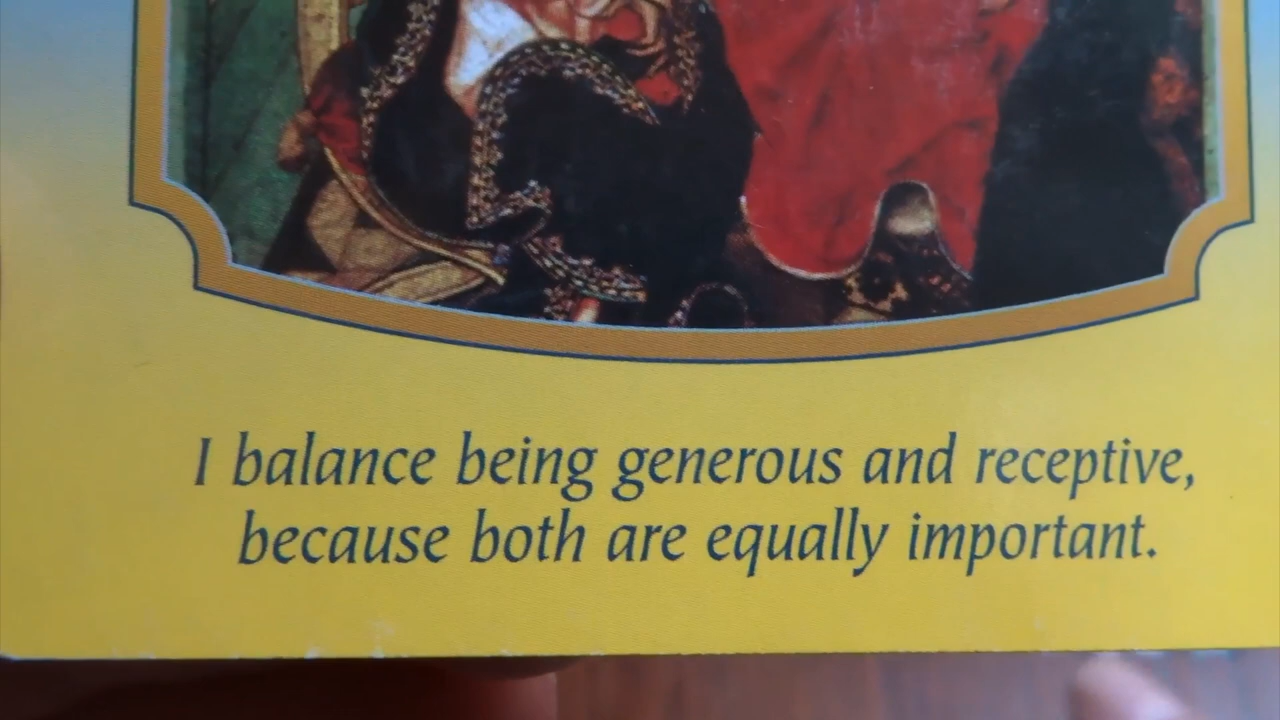 I balance being generous and receptive,
because both are equally important.